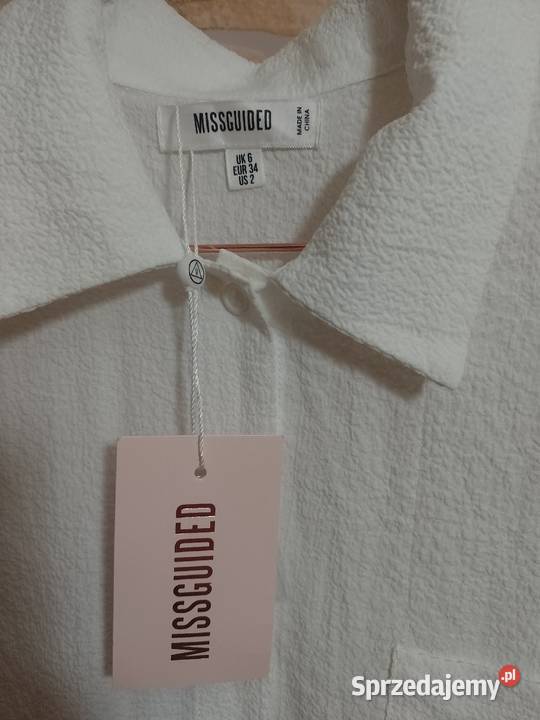 MISSGUIDED
MADE IN
CHINA
UK 6
EUR 34
US 2
MISSGUIDED
Sprzedajemy.pl